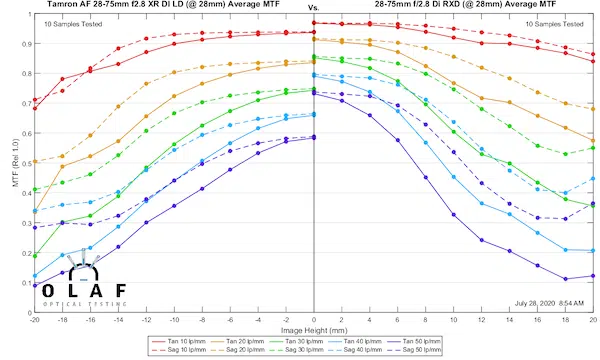 Tamron AF 28-75mm f2.8 XR DI LD (@ 28mm) Average MTF
Vs.
28-75mm f/2.8 Di RXD (@ 28mm) Average MTF
10 Samples Tested
10 Samples Tested
1
0.9
0.8
0.7
0.6
0.5
0.4
0.3
0.2
0.1
0
MTF (Rel 1.0)
OLAF
OPTICAL TESTING
July 28, 2020 8:54 AM
-20 -18 -16 -14 -12 -10 -8 -6 -4 -2 0 2 4 6 8 10 12 14 16 18 20
Image Height (mm)
Tan 10 lp/mm Tan 20 lp/mm Tan 30 lp/mm Tan 40 lp/mm Tan 50 lp/mm
Sag 10 lp/mm Sag 20 lp/mm Sag 30 lp/mm Sag 40 lp/mm Sag 50 lp/mm